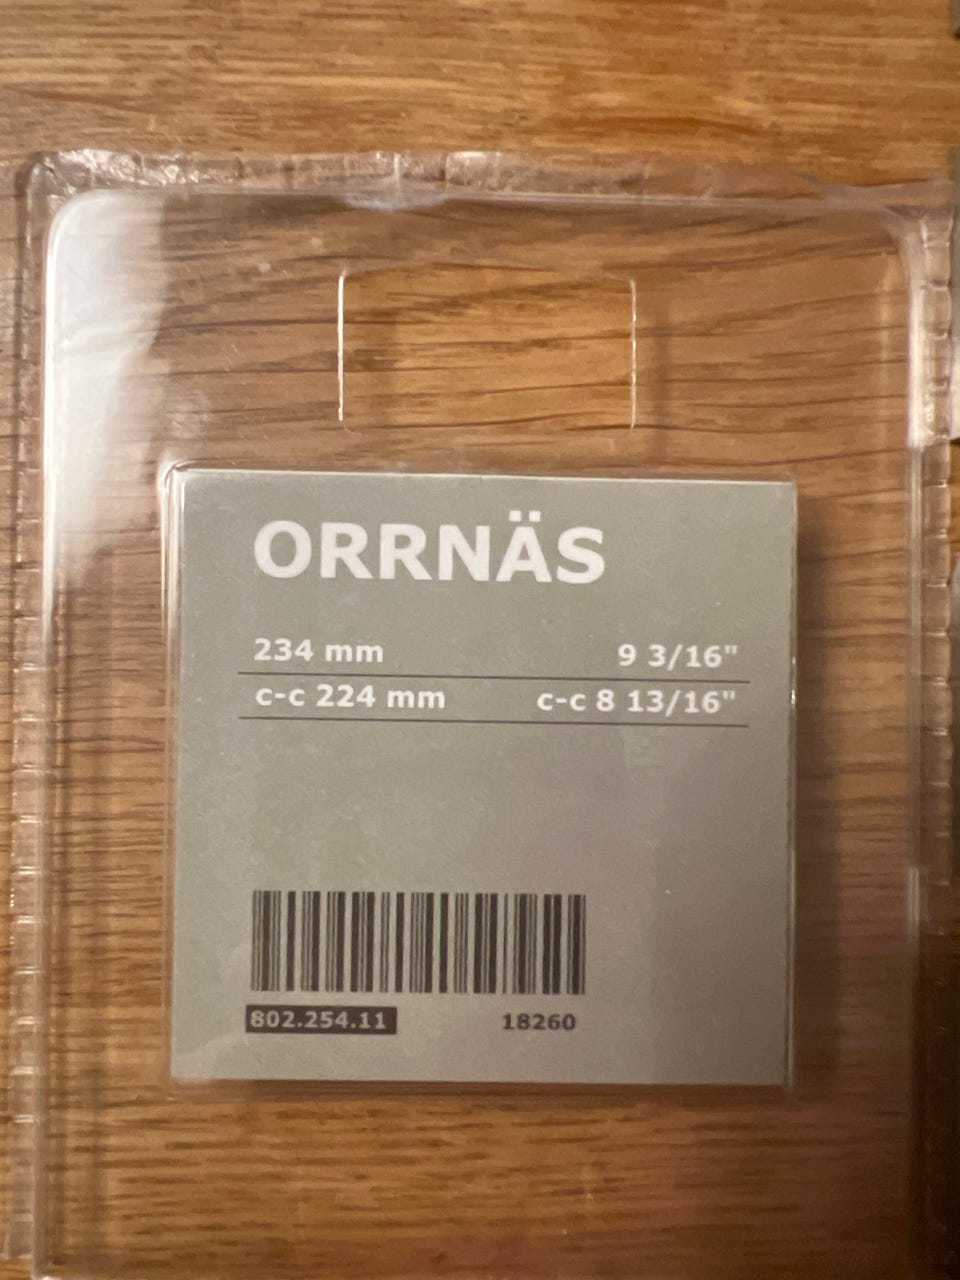 ORRNÄS
234 mm 9 3/16"
c-c 224 mm c-c 8 13/16"
802.254.11 18260